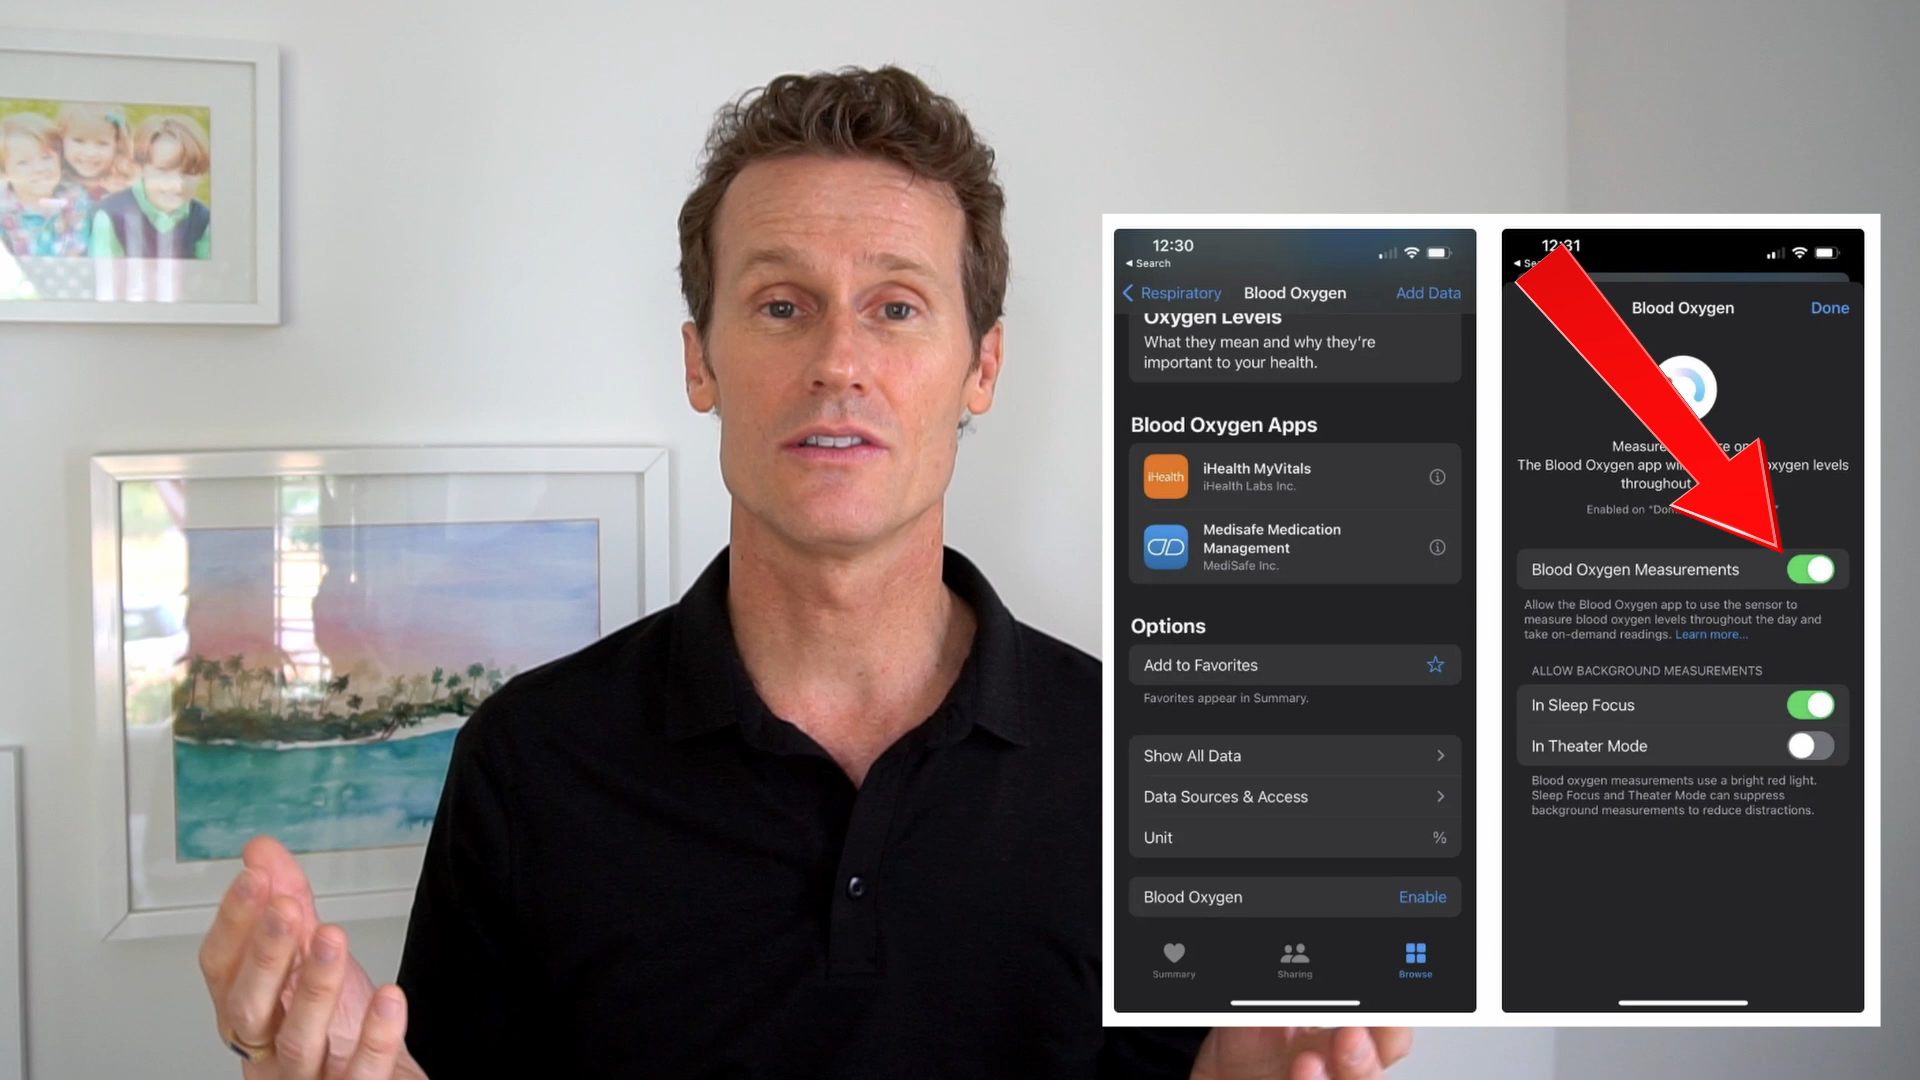 12:30
Search
Respiratory Blood Oxygen Add Data
Oxygen Levels
What they mean and why they're
important to your health.
Blood Oxygen Apps
iHealth
iHealth MyVitals
iHealth Labs Inc.
Medisafe Medication
Management
MediSafe Inc.
Options
Add to Favorites
Favorites appear in Summary.
Show All Data
Data Sources & Access
Unit %
Blood Oxygen Enable
Summary Sharing Browse
12:31
Blood Oxygen Done
The Blood Oxygen app oxygen levels
throughout
Enabled on
Blood Oxygen Measurements
Allow the Blood Oxygen app to use the sensor to
measure blood oxygen levels throughout the day and
take on-demand readings. Learn more...
ALLOW BACKGROUND MEASUREMENTS
In Sleep Focus
In Theater Mode
Blood oxygen measurements use a bright red light.
Sleep Focus and Theater Mode can suppress
background measurements to reduce distractions.